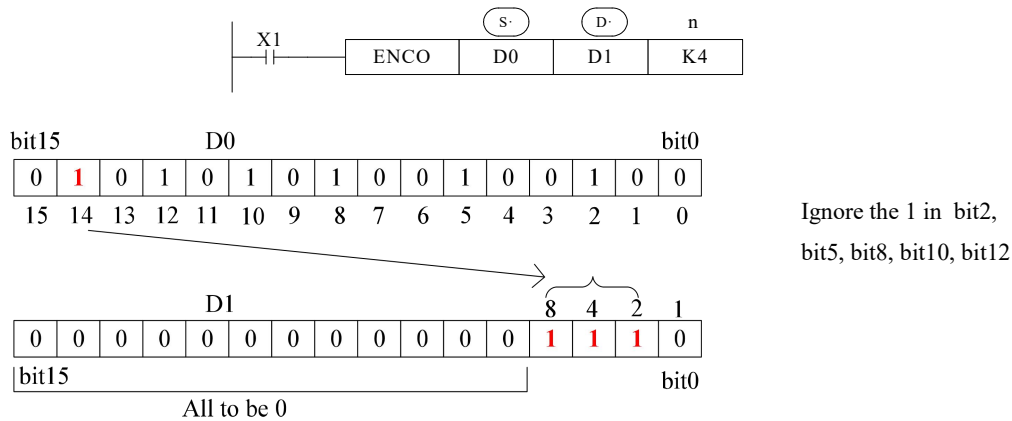 S· D· n
X1
ENCO D0 D1 K4
bit15 D0 bit0
0 1 0 1 0 1 0 1 0 0 1 0 0 1 0 0
15 14 13 12 11 10 9 8 7 6 5 4 3 2 1 0
Ignore the 1 in bit2,
bit5, bit8, bit10, bit12
D1 8 4 2 1
0 0 0 0 0 0 0 0 0 0 0 0 1 1 1 0
bit15 bit0
All to be 0